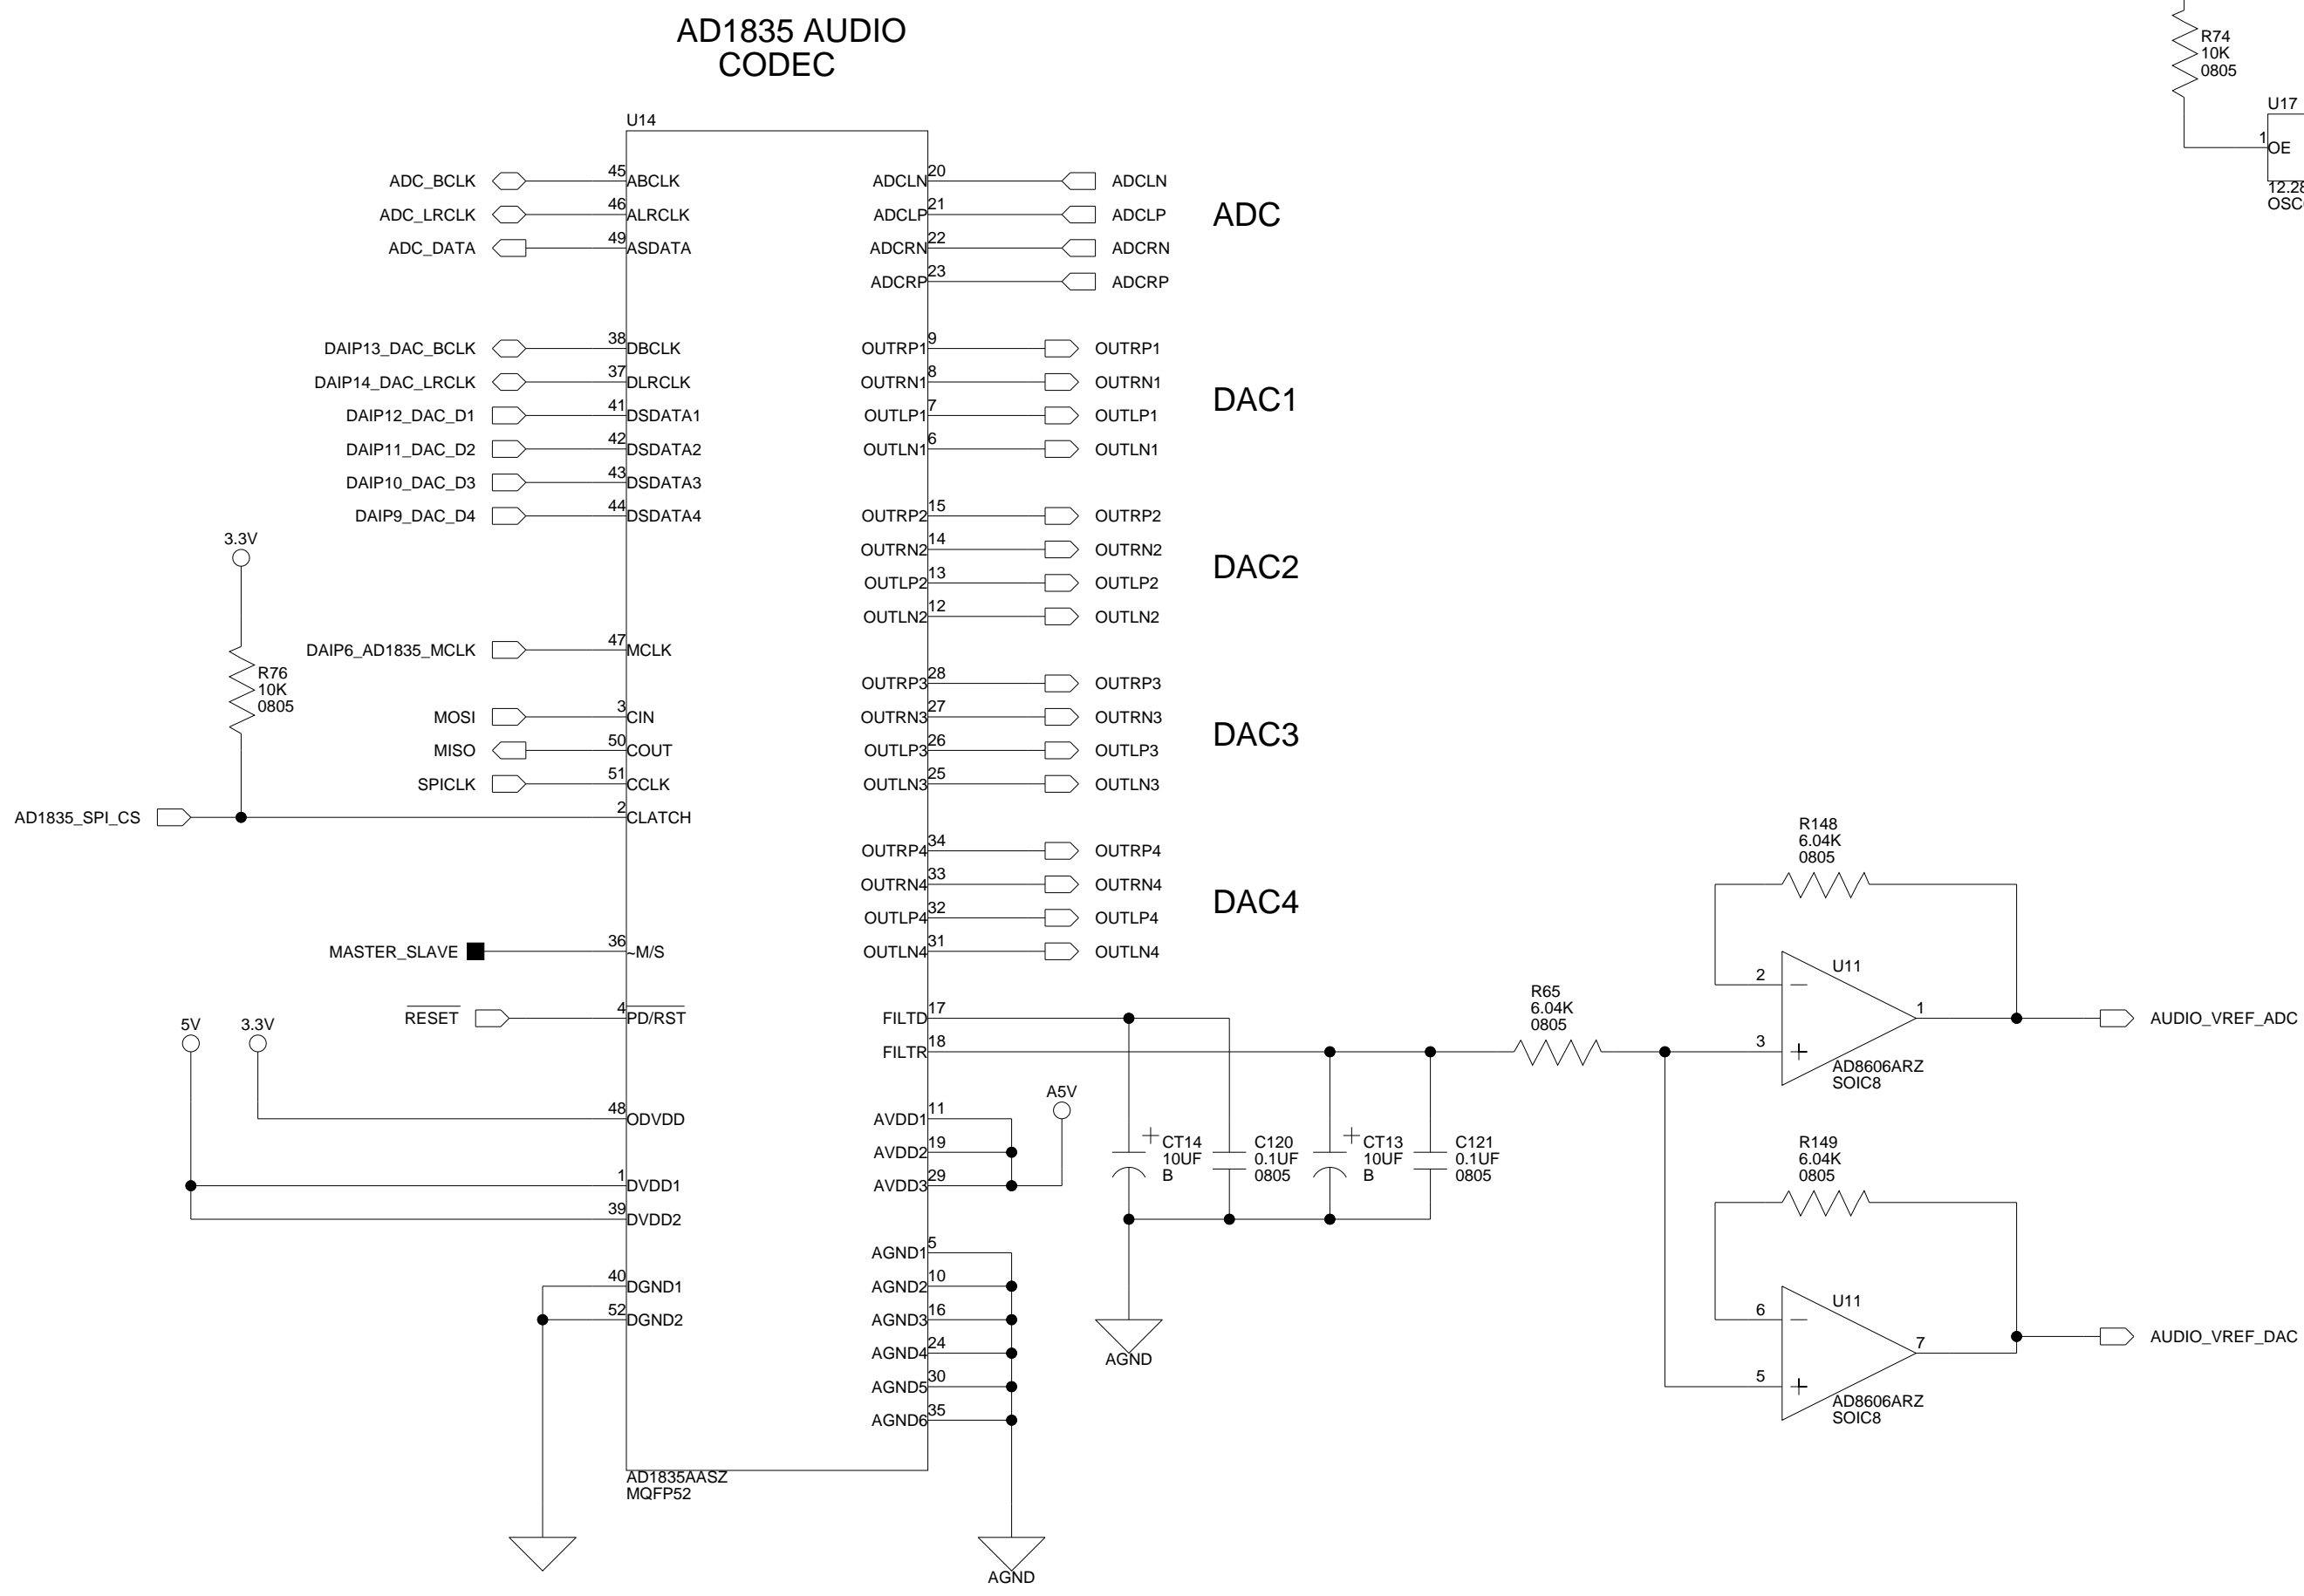 AD1835 AUDIO
CODEC
R74
10K
0805
U17
1
OE
U14
ADC_BCLK 45 ABCLK
ADC_LRCLK 46 ALRCLK
ADC_DATA 49 ASDATA
DAIP13_DAC_BCLK 38 DBCLK
DAIP14_DAC_LRCLK 37 DLRCLK
DAIP12_DAC_D1 41 DSDATA1
DAIP11_DAC_D2 42 DSDATA2
DAIP10_DAC_D3 43 DSDATA3
DAIP9_DAC_D4 44 DSDATA4
3.3V
DAIP6_AD1835_MCLK 47 MCLK
R76
10K
0805
MOSI 3 CIN
MISO 50 COUT
SPICLK 51 CCLK
AD1835_SPI_CS 2 CLATCH
MASTER_SLAVE 36 ~M/S
RESET 4 PD/RST
5V 3.3V
48 ODVDD
1 DVDD1
39 DVDD2
40 DGND1
52 DGND2
ADCLN 20 ADCLN
ADCLP 21 ADCLP
ADCRN 22 ADCRN
ADCRP 23 ADCRP
ADC
OUTRP1 9 OUTRP1
OUTRN1 8 OUTRN1
OUTLP1 7 OUTLP1
OUTLN1 6 OUTLN1
DAC1
OUTRP2 15 OUTRP2
OUTRN2 14 OUTRN2
OUTLP2 13 OUTLP2
OUTLN2 12 OUTLN2
DAC2
OUTRP3 28 OUTRP3
OUTRN3 27 OUTRN3
OUTLP3 26 OUTLP3
OUTLN3 25 OUTLN3
DAC3
OUTRP4 34 OUTRP4
OUTRN4 33 OUTRN4
OUTLP4 32 OUTLP4
OUTLN4 31 OUTLN4
DAC4
FILTD 17
FILTR 18
A5V
AVDD1 11
AVDD2 19
AVDD3 29
AGND1 5
AGND2 10
AGND3 16
AGND4 24
AGND5 30
AGND6 35
AD1835AASZ
MQFP52
AGND
CT14
10UF
B
C120
0.1UF
0805
CT13
10UF
B
C121
0.1UF
0805
AGND
R65
6.04K
0805
R148
6.04K
0805
U11
2
3
1
AUDIO_VREF_ADC
AD8606ARZ
SOIC8
R149
6.04K
0805
U11
6
5
7
AUDIO_VREF_DAC
AD8606ARZ
SOIC8